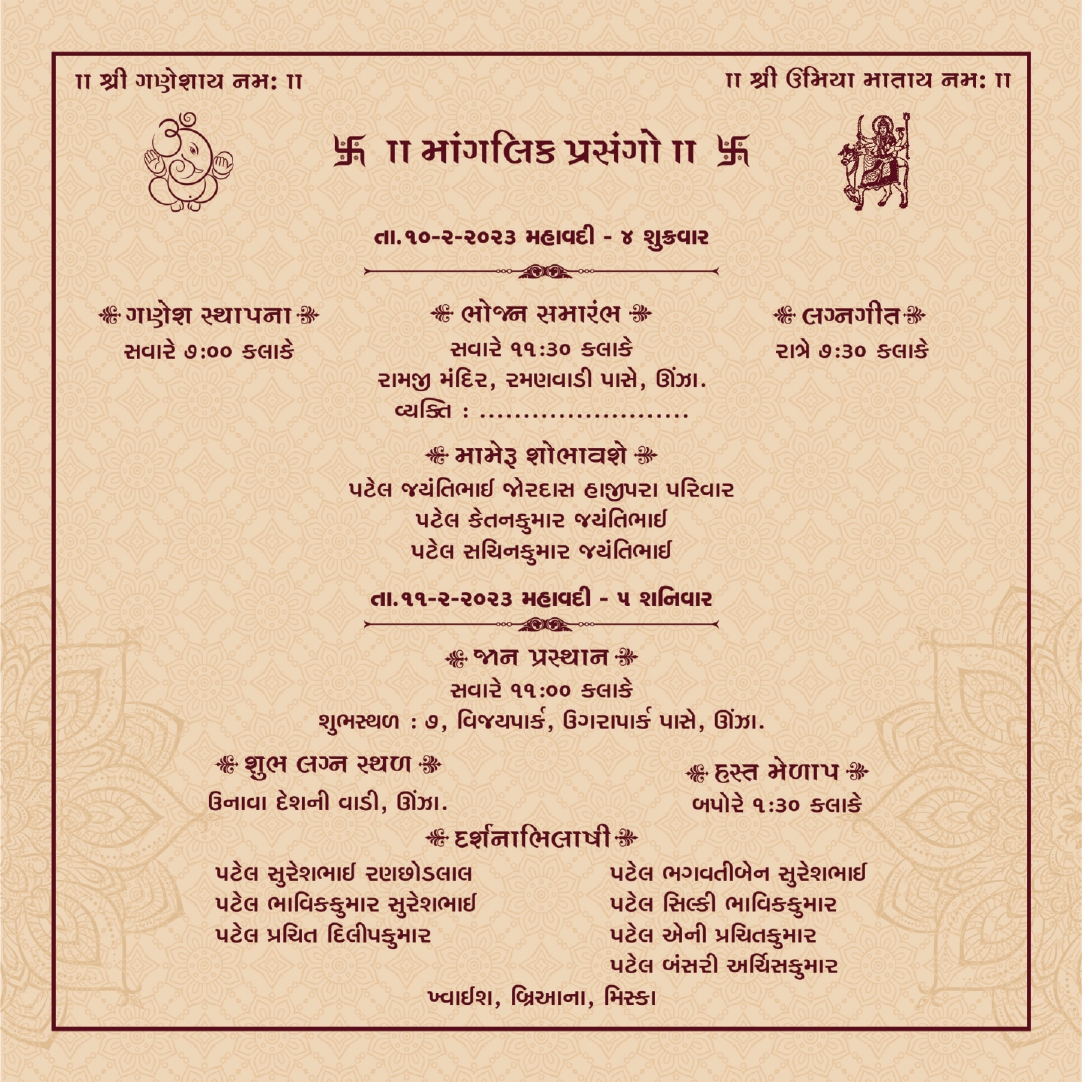 ॥ શ્રી ગણેશાય નમ: ॥
॥ શ્રી ઉમિયા માતાય નમ: ॥
卐 ॥ માંગલિક પ્રસંગો ॥ 卐
તા.૧૦-૨-૨૦૨૩ મહાવદી - ૪ શુક્રવાર
ગણેશ સ્થાપના
સવારે ૭:૦૦ કલાકે
ભોજન સમારંભ
સવારે ૧૧:૩૦ કલાકે
રામજી મંદિર, રમણવાડી પાસે, ઊંઝા.
વ્યક્તિ : ........................
લગ્નગીત
રાત્રે ૭:૩૦ કલાકે
મામેરૂ શોભાવશે
પટેલ જયંતિભાઈ જોરદાસ હાજીપરા પરિવાર
પટેલ કેતનકુમાર જયંતિભાઈ
પટેલ સચિનકુમાર જયંતિભાઈ
તા.૧૧-૨-૨૦૨૩ મહાવદી - ૫ શનિવાર
જાન પ્રસ્થાન
સવારે ૧૧:૦૦ કલાકે
શુભસ્થળ : ૭, વિજયપાર્ક, ઉગરાપાર્ક પાસે, ઊંઝા.
શુભ લગ્ન સ્થળ
ઉનાવા દેશની વાડી, ઊંઝા.
હસ્ત મેળાપ
બપોરે ૧:૩૦ કલાકે
દર્શનાભિલાષી
પટેલ સુરેશભાઈ રણછોડલાલ
પટેલ ભાવિકકુમાર સુરેશભાઈ
પટેલ પ્રચિત દિલીપકુમાર
પટેલ ભગવતીબેન સુરેશભાઈ
પટેલ સિલ્કી ભાવિકકુમાર
પટેલ એની પ્રચિતકુમાર
પટેલ બંસરી અર્ચિસકુમાર
ખ્વાઈશ, બ્રિઆના, મિસ્કા